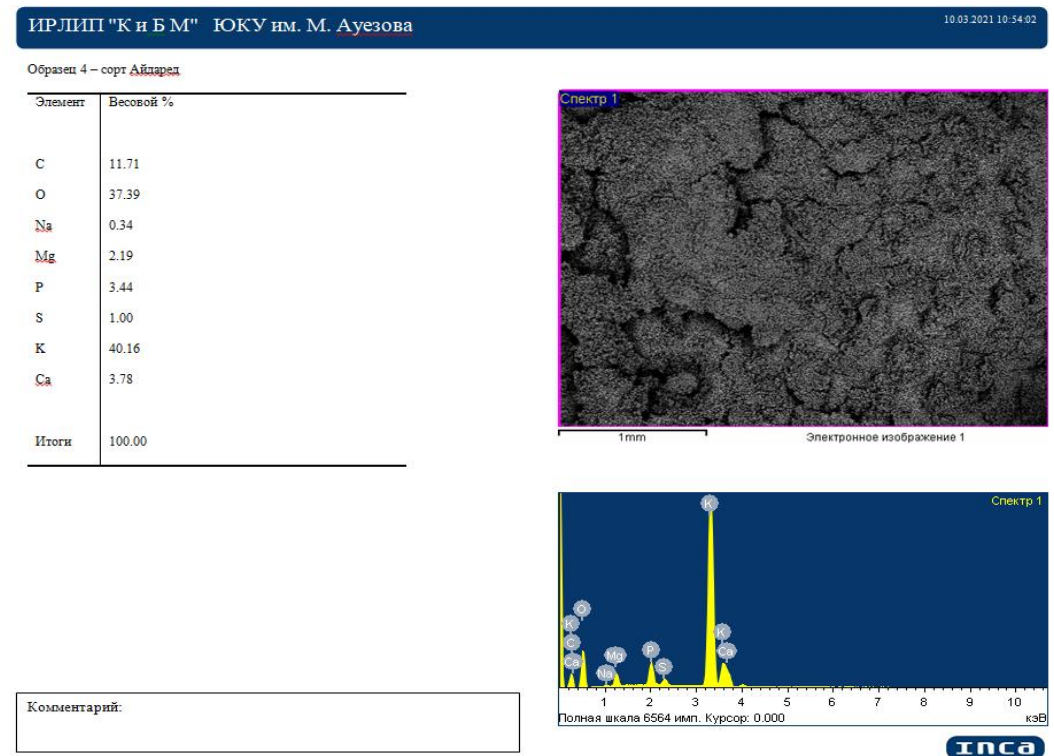 ИРЛИП "К и Б М" ЮКУ им. М. Ауезова
10.03.2021 10:54:02
Образец 4 – сорт Айдаред
Элемент Весовой %
C 11.71
O 37.39
Na 0.34
Mg 2.19
P 3.44
S 1.00
K 40.16
Ca 3.78
Итоги 100.00
Спектр 1
1mm Электронное изображение 1
Спектр 1
K
O
K
C
Ca
Na
Mg
P
S
K
Ca
1 2 3 4 5 6 7 8 9 10
Полная шкала 6564 имп. Курсор: 0.000 кэВ
Комментарий:
INCA